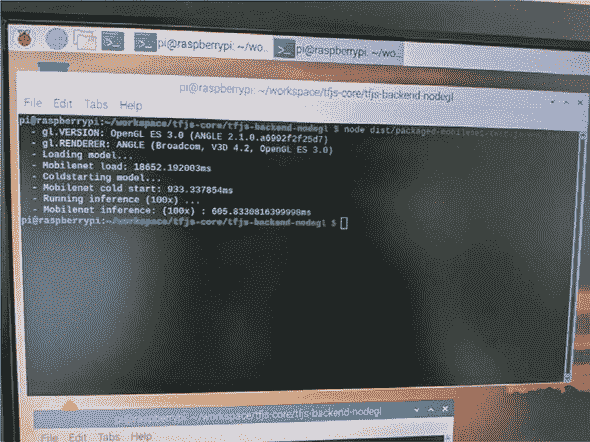 pi@raspberrypi: ~/wo...
pi@raspberrypi: ~/wo...
pi@raspberrypi: ~/workspace/tfjs-core/tfjs-backend-nodegl
File Edit Tabs Help
pi@raspberrypi:~/workspace/tfjs-core/tfjs-backend-nodegl $ node dist/packaged-mobilenet-test.js
- gl.VERSION: OpenGL ES 3.0 (ANGLE 2.1.0.a6992f2f25d7)
- gl.RENDERER: ANGLE (Broadcom, V3D 4.2, OpenGL ES 3.0)
- Loading model...
- Mobilenet load: 18652.192003ms
- Coldstarting model...
- Mobilenet cold start: 933.337854ms
- Running inference (100x) ...
- Mobilenet inference: (100x) : 605.8330816399998ms
pi@raspberrypi:~/workspace/tfjs-core/tfjs-backend-nodegl $
pi@raspberrypi: ~/workspace/tfjs-core/tfjs-backend-nodegl
File Edit Tabs Help